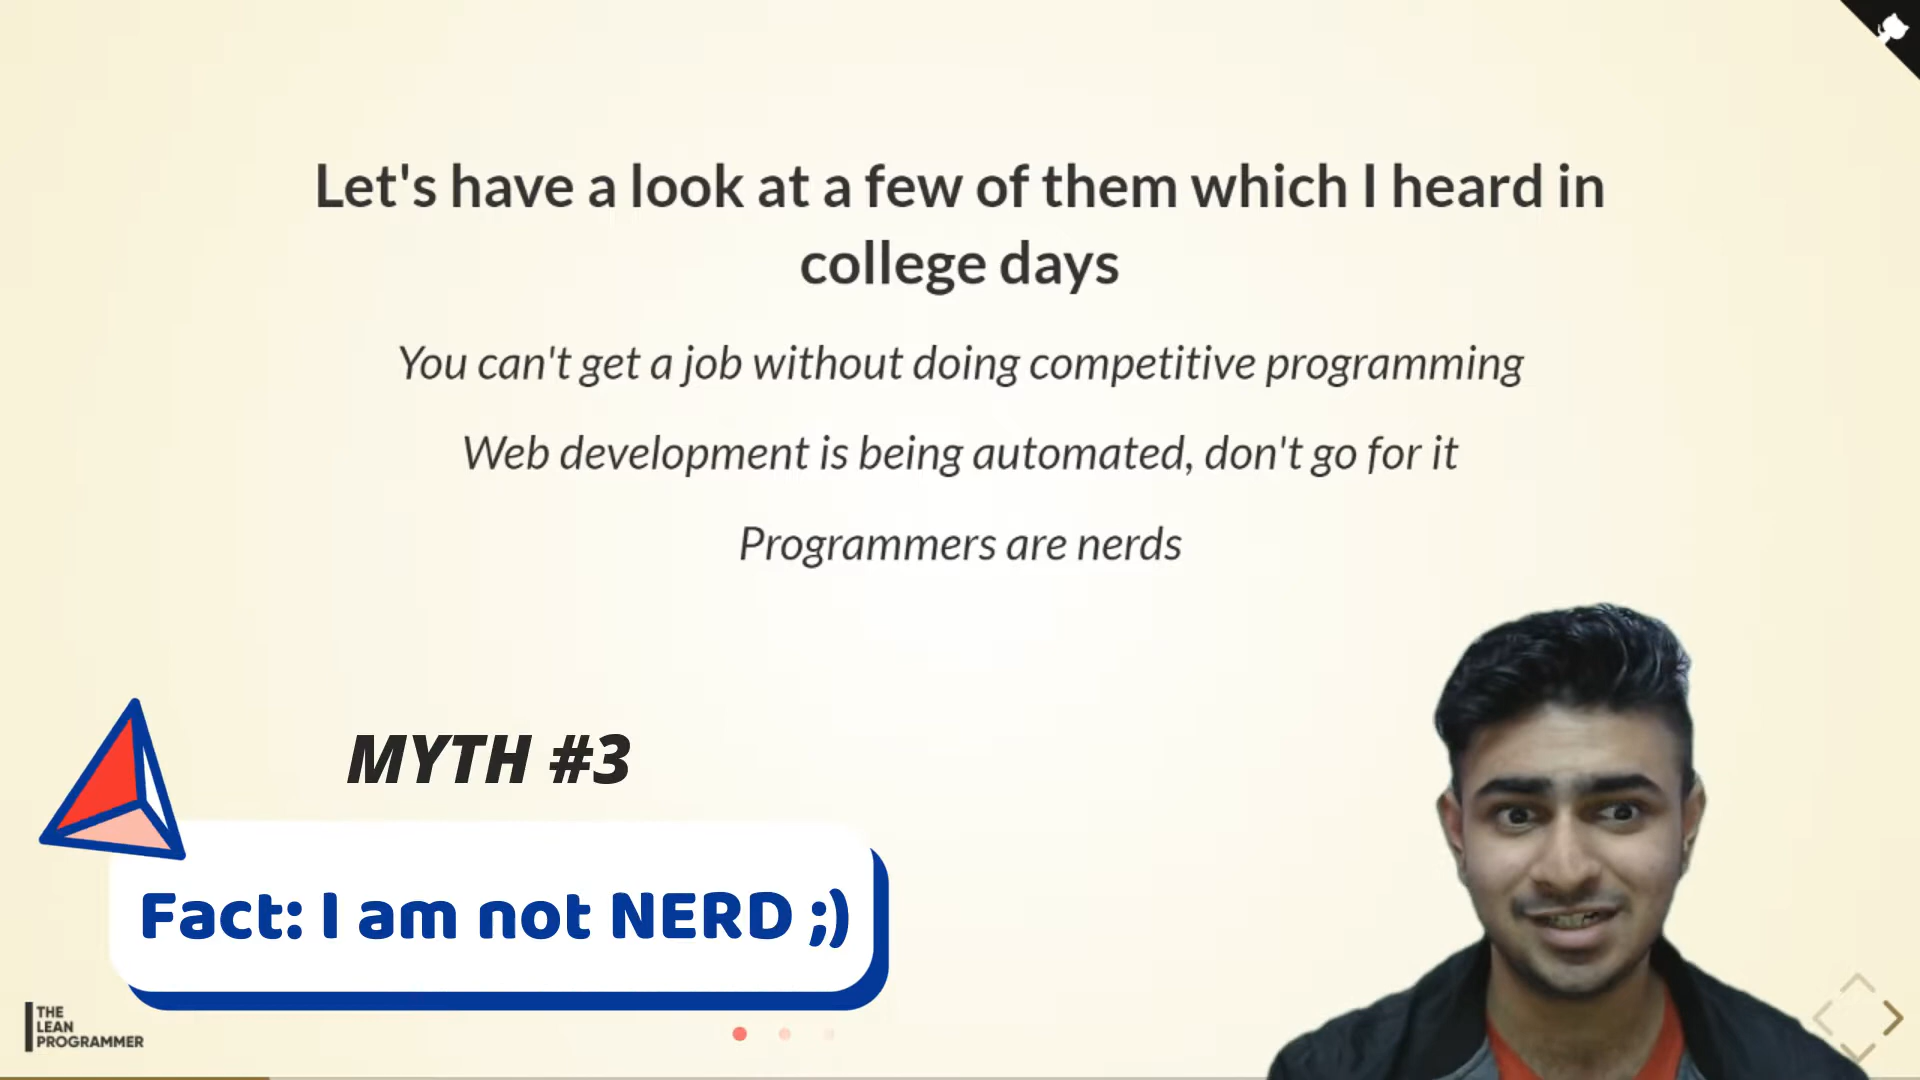 Let's have a look at a few of them which I heard in
college days
You can't get a job without doing competitive programming
Web development is being automated, don't go for it
Programmers are nerds
MYTH #3
Fact: I am not NERD ;)
THE
LEAN
PROGRAMMER